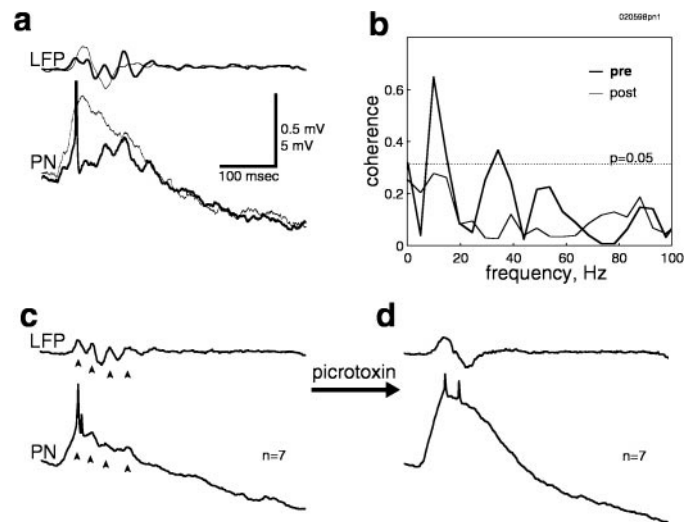 a
LFP
PN
0.5 mV
5 mV
100 msec
b
020598pn1
coherence
0.6
0.4
0.2
0
pre
post
p=0.05
0 20 40 60 80 100
frequency, Hz
c
LFP
PN
n=7
picrotoxin
d
n=7